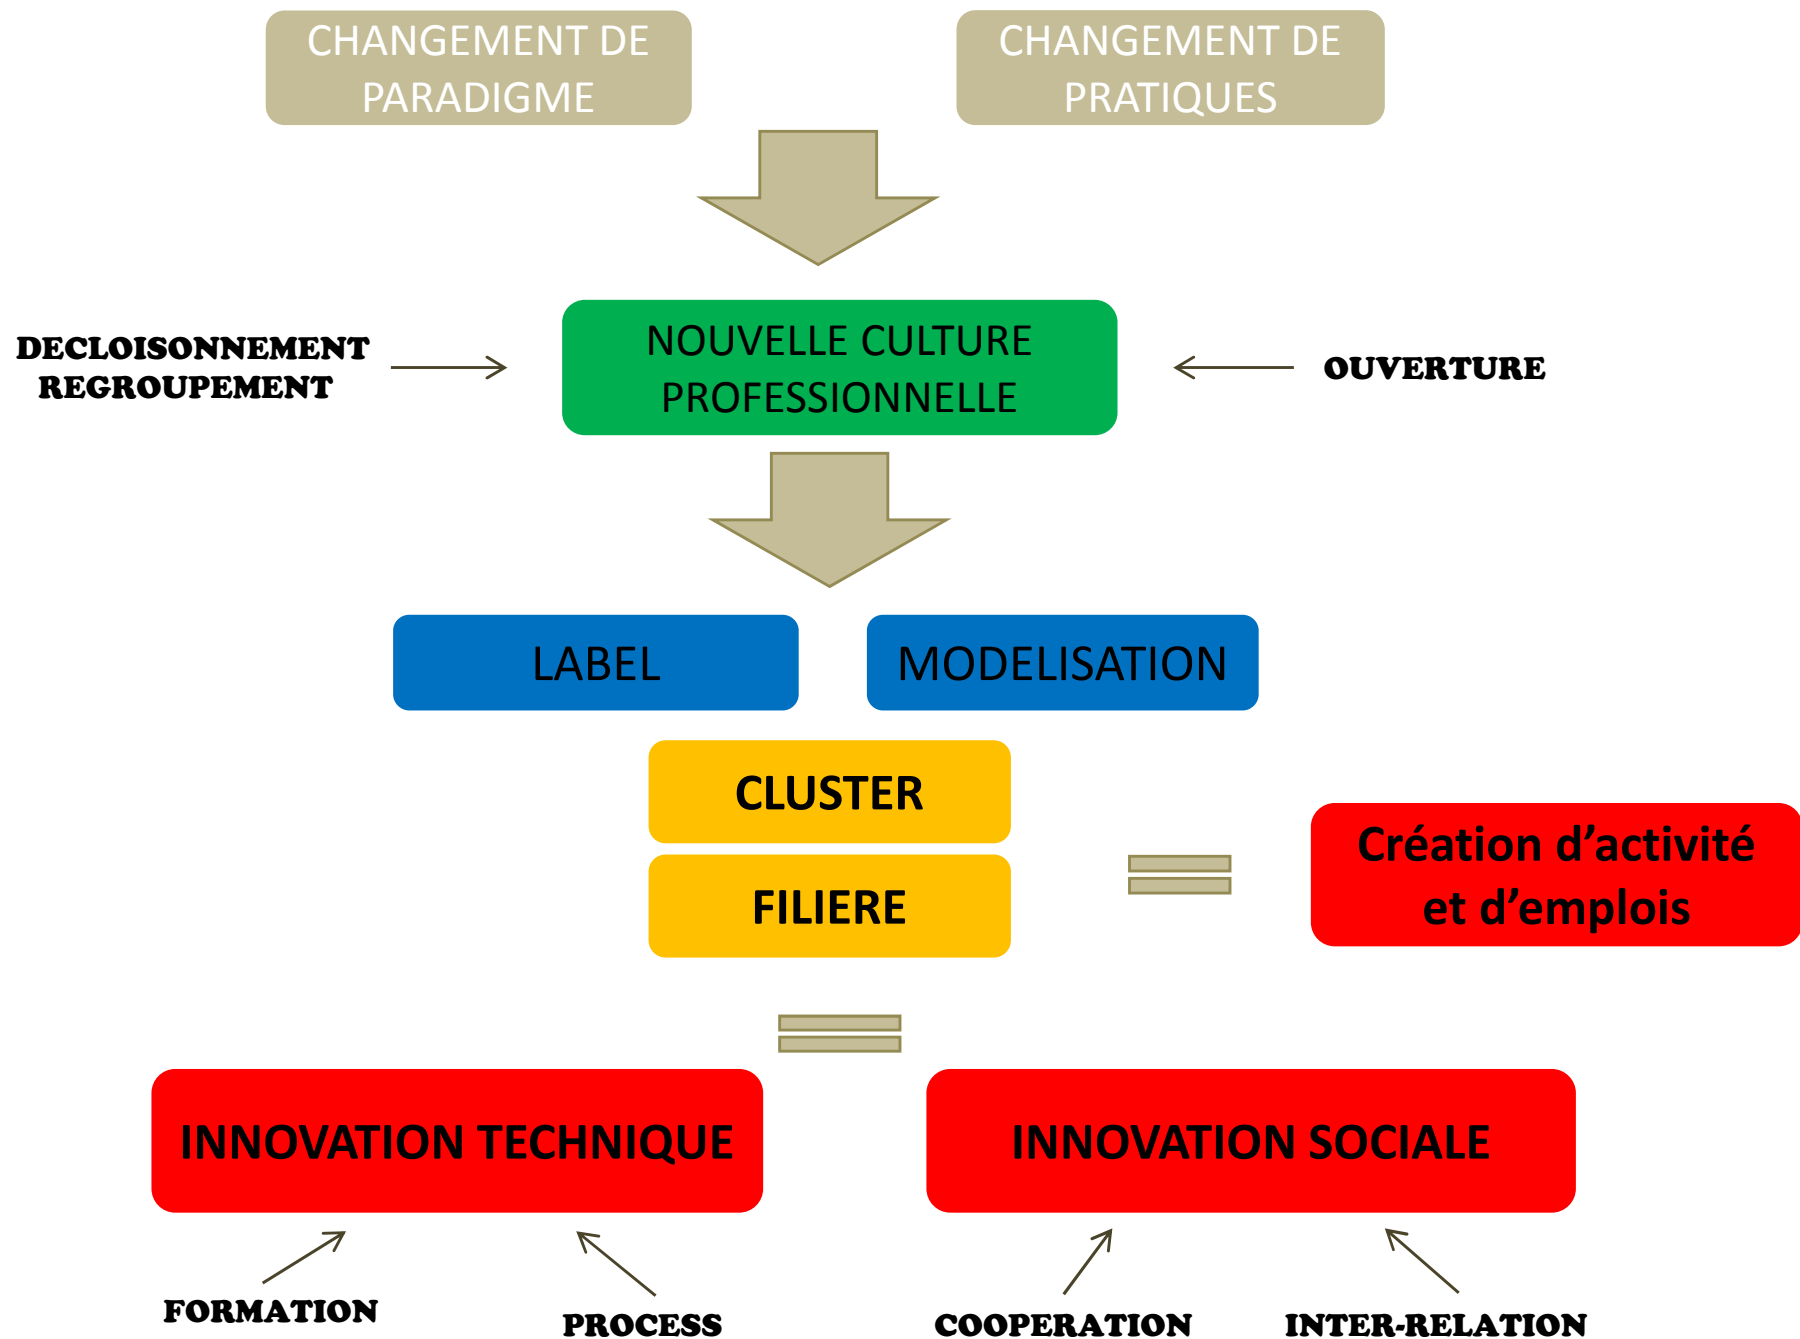 CHANGEMENT DE
PARADIGME
CHANGEMENT DE
PRATIQUES
DECLOISONNEMENT
REGROUPEMENT
NOUVELLE CULTURE
PROFESSIONNELLE
OUVERTURE
LABEL
MODELISATION
CLUSTER
FILIERE
Création d’activité
et d’emplois
INNOVATION TECHNIQUE
INNOVATION SOCIALE
FORMATION
PROCESS
COOPERATION
INTER-RELATION